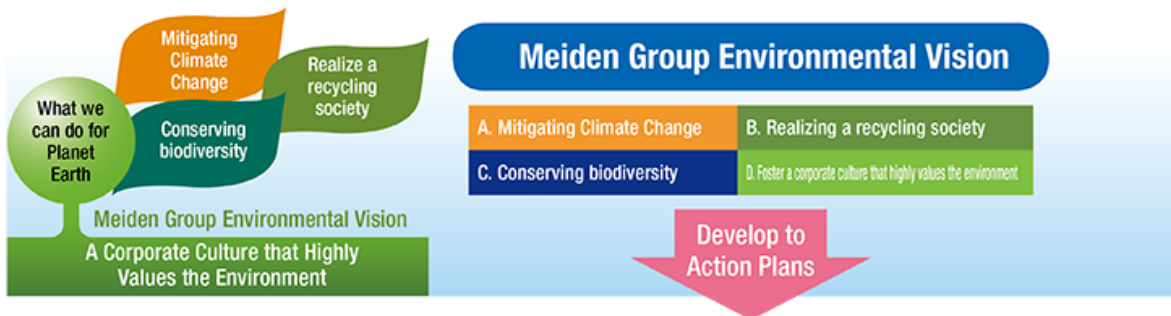 Mitigating
Climate
Change
Realize a
recycling
society
What we
can do for
Planet
Earth
Conserving
biodiversity
Meiden Group Environmental Vision
A Corporate Culture that Highly
Values the Environment
Meiden Group Environmental Vision
A. Mitigating Climate Change
B. Realizing a recycling society
C. Conserving biodiversity
D. Foster a corporate culture that highly values the environment
Develop to
Action Plans